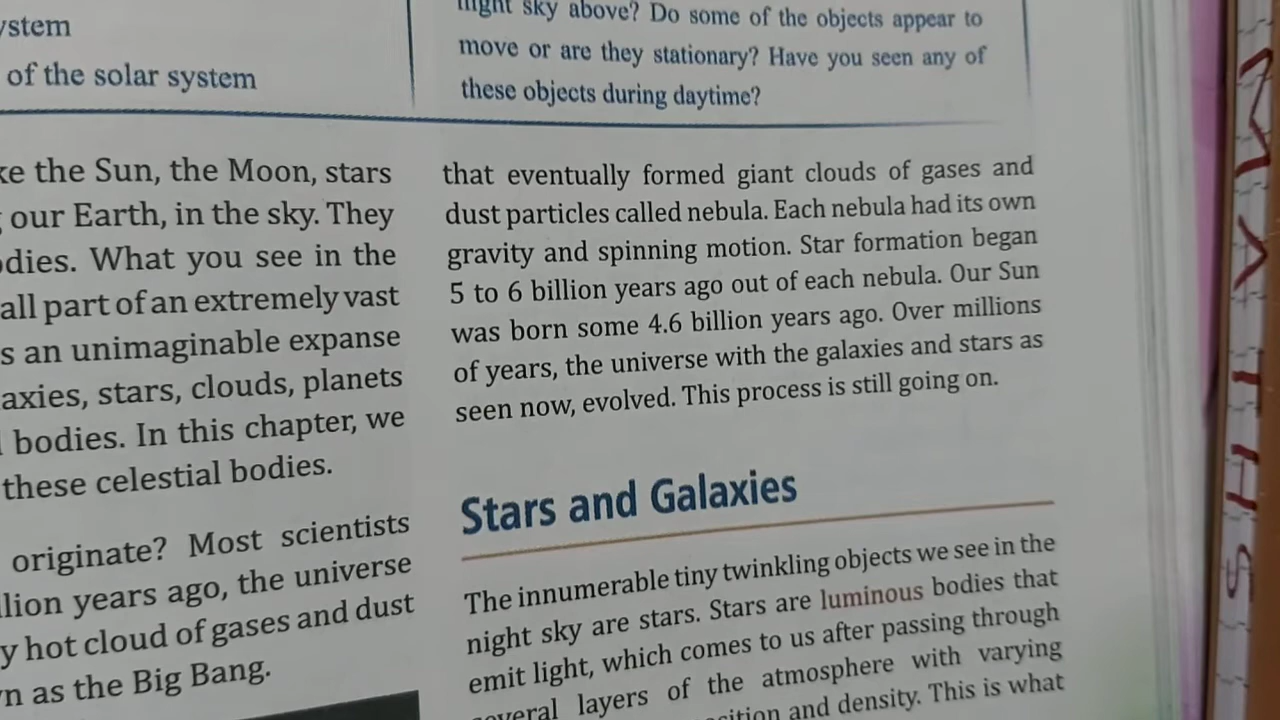 of the solar system
night sky above? Do some of the objects appear to
move or are they stationary? Have you seen any of
these objects during daytime?
the Sun, the Moon, stars
our Earth, in the sky. They
What you see in the
all part of an extremely vast
an unimaginable expanse
stars, clouds, planets
bodies. In this chapter, we
these celestial bodies.
originate? Most scientists
years ago, the universe
hot cloud of gases and dust
as the Big Bang.
that eventually formed giant clouds of gases and
dust particles called nebula. Each nebula had its own
gravity and spinning motion. Star formation began
5 to 6 billion years ago out of each nebula. Our Sun
was born some 4.6 billion years ago. Over millions
of years, the universe with the galaxies and stars as
seen now, evolved. This process is still going on.
Stars and Galaxies
The innumerable tiny twinkling objects we see in the
night sky are stars. Stars are luminous bodies that
emit light, which comes to us after passing through
several layers of the atmosphere with varying
and density. This is what
MATHS